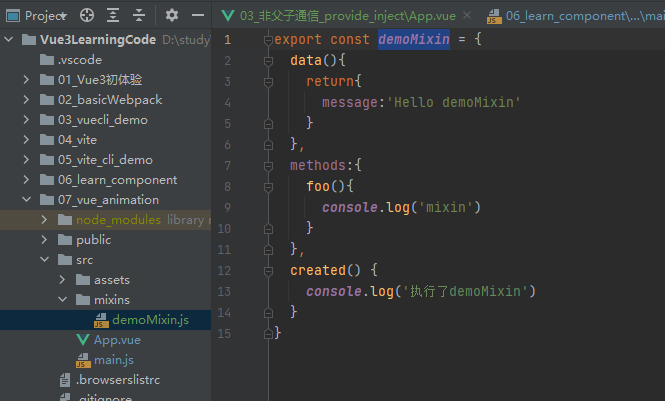 Project
Vue3LearningCode D:\study
.vscode
01_Vue3初体验
02_basicWebpack
03_vuecli_demo
04_vite
05_vite_cli_demo
06_learn_component
07_vue_animation
node_modules library r
public
src
assets
mixins
demoMixin.js
App.vue
main.js
.browserslistrc
.gitignore
03_非父子通信_provide_inject\App.vue
06_learn_component\...\mai
1 export const demoMixin = {
2 data(){
3 return{
4 message:'Hello demoMixin'
5 }
6 },
7 methods:{
8 foo(){
9 console.log('mixin')
10 }
11 },
12 created() {
13 console.log('执行了demoMixin')
14 }
15 }